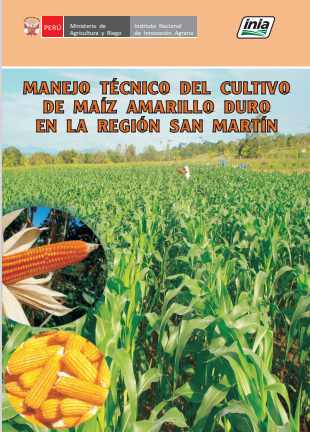 PERÚ
Ministerio de
Agricultura y Riego
Instituto Nacional
de Innovación Agraria
inia
MANEJO TÉCNICO DEL CULTIVO
DE MAÍZ AMARILLO DURO
EN LA REGIÓN SAN MARTÍN